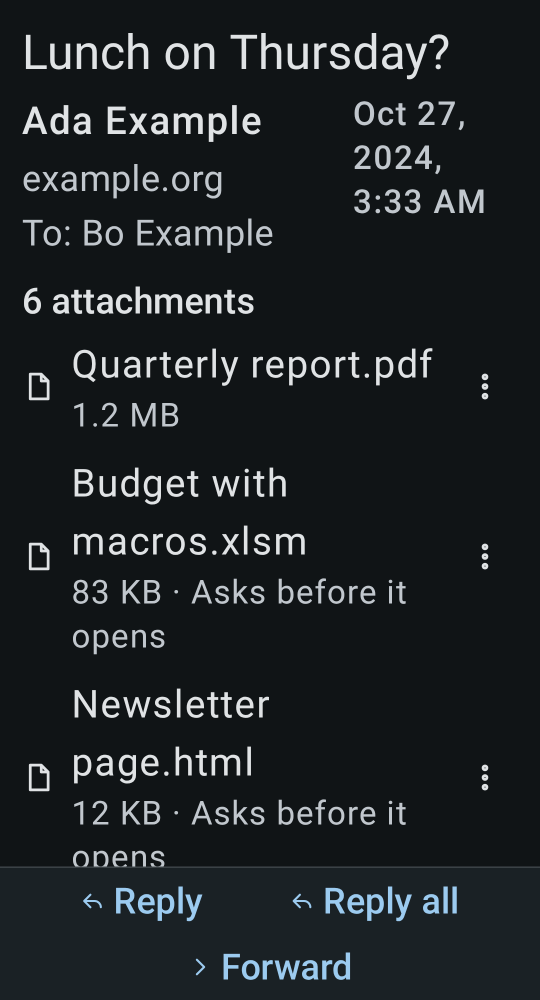 Lunch on Thursday?
Ada Example
Oct 27,
2024,
3:33 AM
example.org
To: Bo Example
6 attachments
Quarterly report.pdf
1.2 MB
Budget with
macros.xlsm
83 KB · Asks before it
opens
Newsletter
page.html
12 KB · Asks before it
opens
Reply
Reply all
Forward